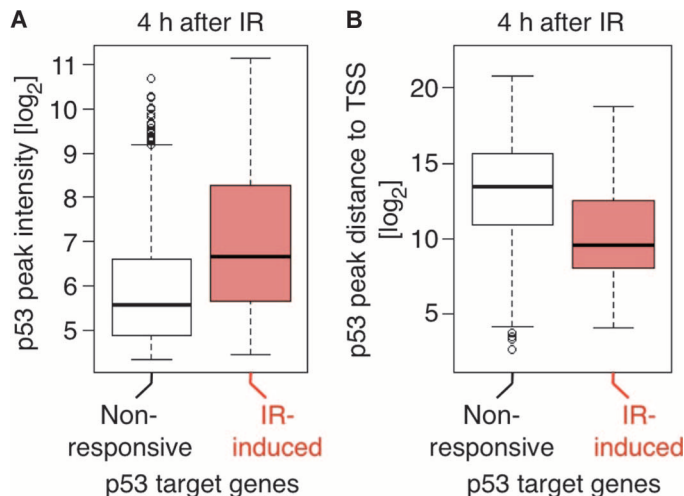 A
4 h after IR
p53 peak intensity [log2]
11
10
9
8
7
6
5
Non-
responsive
IR-
induced
p53 target genes
B
4 h after IR
p53 peak distance to TSS
[log2]
20
15
10
5
Non-
responsive
IR-
induced
p53 target genes